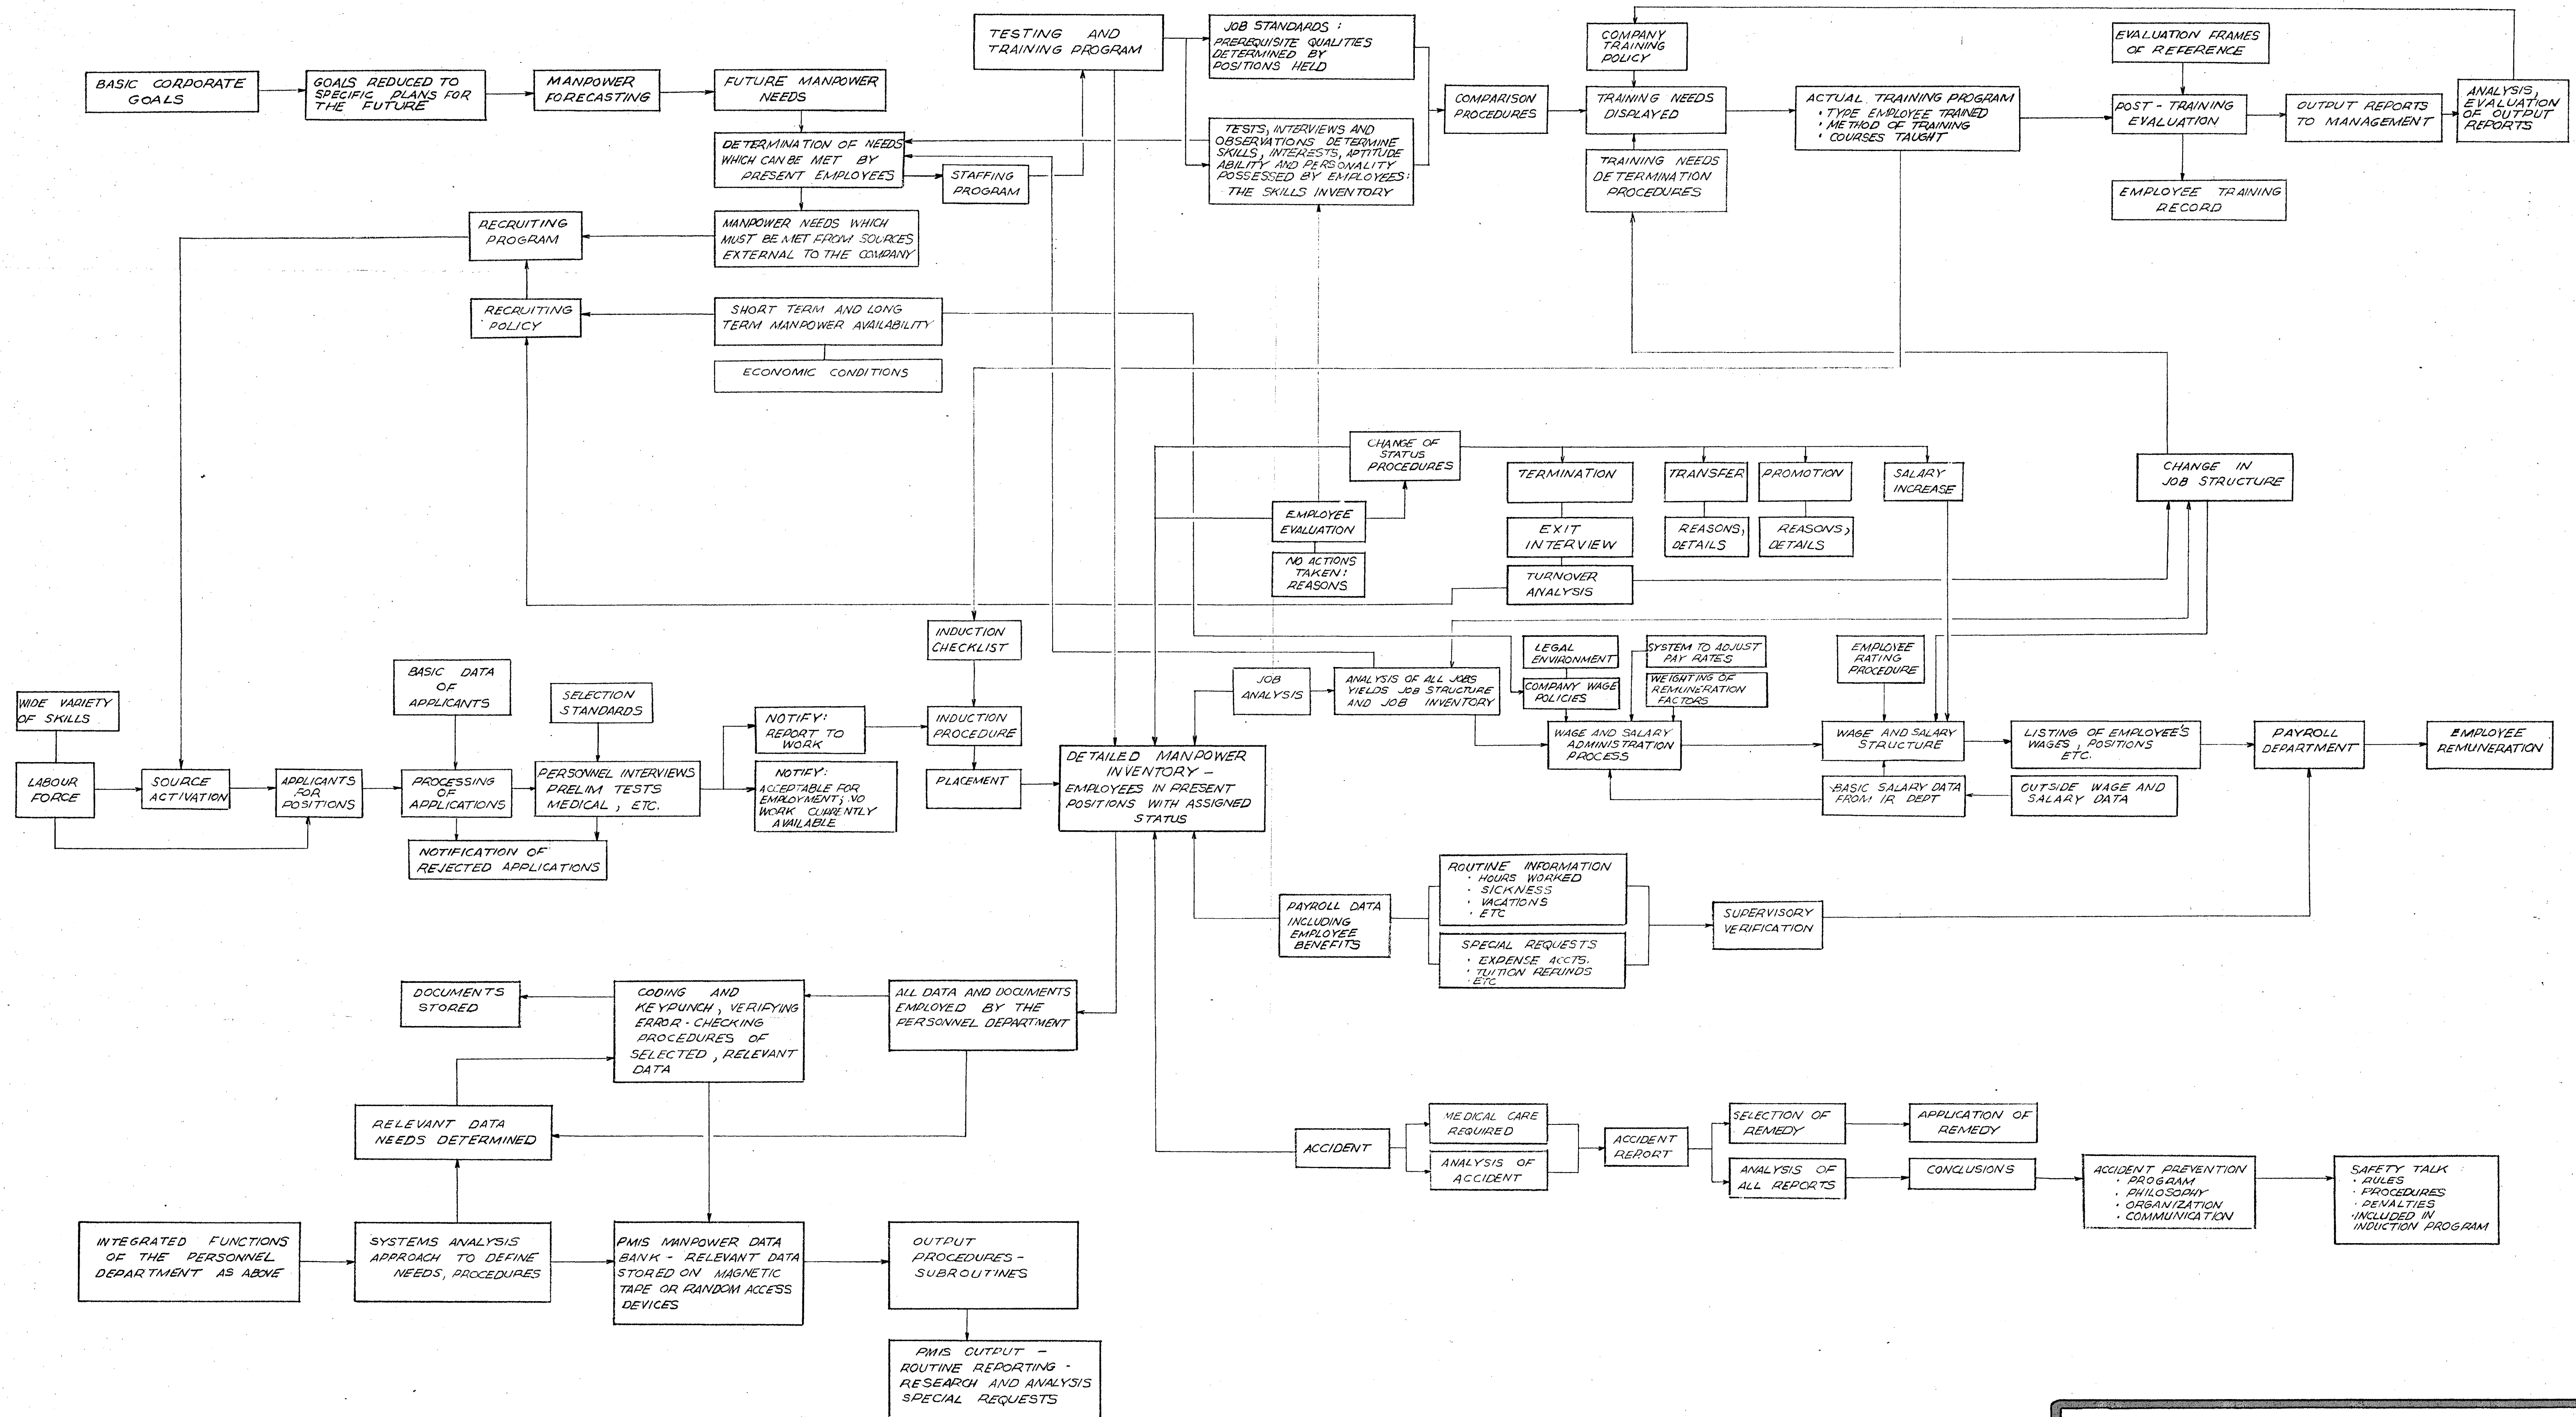 TESTING AND
TRAINING PROGRAM
JOB STANDARDS :
PREREQUISITE QUALITIES
DETERMINED BY
POSITIONS HELD
COMPANY
TRAINING
POLICY
EVALUATION FRAMES
OF REFERENCE
BASIC CORPORATE
GOALS
GOALS REDUCED TO
SPECIFIC PLANS FOR
THE FUTURE
MANPOWER
FORECASTING
FUTURE MANPOWER
NEEDS
COMPARISON
PROCEDURES
TRAINING NEEDS
DISPLAYED
ACTUAL TRAINING PROGRAM
• TYPE EMPLOYEE TRAINED
• METHOD OF TRAINING
• COURSES TAUGHT
POST - TRAINING
EVALUATION
OUTPUT REPORTS
TO MANAGEMENT
ANALYSIS,
EVALUATION
OF OUTPUT
REPORTS
DETERMINATION OF NEEDS
WHICH CAN BE MET BY
PRESENT EMPLOYEES
STAFFING
PROGRAM
TESTS, INTERVIEWS AND
OBSERVATIONS DETERMINE
SKILLS, INTERESTS, APTITUDE
ABILITY AND PERSONALITY
POSSESSED BY EMPLOYEES:
THE SKILLS INVENTORY
TRAINING NEEDS
DETERMINATION
PROCEDURES
EMPLOYEE TRAINING
RECORD
RECRUITING
PROGRAM
MANPOWER NEEDS WHICH
MUST BE MET FROM SOURCES
EXTERNAL TO THE COMPANY
RECRUITING
POLICY
SHORT TERM AND LONG
TERM MANPOWER AVAILABILITY
ECONOMIC CONDITIONS
CHANGE OF
STATUS
PROCEDURES
TERMINATION
TRANSFER
PROMOTION
SALARY
INCREASE
CHANGE IN
JOB STRUCTURE
EMPLOYEE
EVALUATION
EXIT
INTERVIEW
REASONS,
DETAILS
REASONS,
DETAILS
NO ACTIONS
TAKEN:
REASONS
TURNOVER
ANALYSIS
INDUCTION
CHECKLIST
LEGAL
ENVIRONMENT
SYSTEM TO ADJUST
PAY RATES
EMPLOYEE
RATING
PROCEDURE
BASIC DATA
OF
APPLICANTS
SELECTION
STANDARDS
JOB
ANALYSIS
ANALYSIS OF ALL JOBS
YIELDS JOB STRUCTURE
AND JOB INVENTORY
COMPANY WAGE
POLICIES
WEIGHTING OF
REMUNERATION
FACTORS
WIDE VARIETY
OF SKILLS
NOTIFY:
REPORT TO
WORK
INDUCTION
PROCEDURE
WAGE AND SALARY
ADMINISTRATION
PROCESS
WAGE AND SALARY
STRUCTURE
LISTING OF EMPLOYEE'S
WAGES, POSITIONS
ETC.
PAYROLL
DEPARTMENT
EMPLOYEE
REMUNERATION
LABOUR
FORCE
SOURCE
ACTIVATION
APPLICANTS
FOR
POSITIONS
PROCESSING
OF
APPLICATIONS
PERSONNEL INTERVIEWS
PRELIM TESTS
MEDICAL, ETC.
NOTIFY:
ACCEPTABLE FOR
EMPLOYMENT; NO
WORK CURRENTLY
AVAILABLE
PLACEMENT
DETAILED MANPOWER
INVENTORY -
EMPLOYEES IN PRESENT
POSITIONS WITH ASSIGNED
STATUS
BASIC SALARY DATA
FROM IR DEPT
OUTSIDE WAGE AND
SALARY DATA
NOTIFICATION OF
REJECTED APPLICATIONS
PAYROLL DATA
INCLUDING
EMPLOYEE
BENEFITS
ROUTINE INFORMATION
• HOURS WORKED
• SICKNESS
• VACATIONS
• ETC
SPECIAL REQUESTS
• EXPENSE ACCTS.
• TUITION REFUNDS
• ETC
SUPERVISORY
VERIFICATION
DOCUMENTS
STORED
CODING AND
KEYPUNCH, VERIFYING
ERROR - CHECKING
PROCEDURES OF
SELECTED, RELEVANT
DATA
ALL DATA AND DOCUMENTS
EMPLOYED BY THE
PERSONNEL DEPARTMENT
RELEVANT DATA
NEEDS DETERMINED
ACCIDENT
MEDICAL CARE
REQUIRED
ANALYSIS OF
ACCIDENT
ACCIDENT
REPORT
SELECTION OF
REMEDY
APPLICATION OF
REMEDY
ANALYSIS OF
ALL REPORTS
CONCLUSIONS
ACCIDENT PREVENTION
• PROGRAM
• PHILOSOPHY
• ORGANIZATION
• COMMUNICATION
SAFETY TALK :
• RULES
• PROCEDURES
• PENALTIES
• INCLUDED IN
INDUCTION PROGRAM
INTEGRATED FUNCTIONS
OF THE PERSONNEL
DEPARTMENT AS ABOVE
SYSTEMS ANALYSIS
APPROACH TO DEFINE
NEEDS, PROCEDURES
PMIS MANPOWER DATA
BANK - RELEVANT DATA
STORED ON MAGNETIC
TAPE OR RANDOM ACCESS
DEVICES
OUTPUT
PROCEDURES -
SUBROUTINES
PMIS OUTPUT -
ROUTINE REPORTING -
RESEARCH AND ANALYSIS
SPECIAL REQUESTS